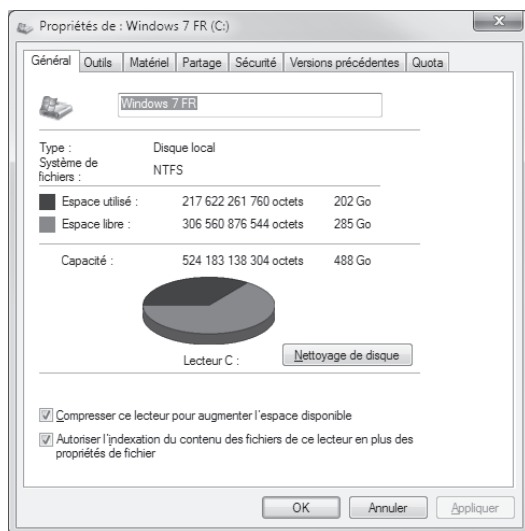 Propriétés de : Windows 7 FR (C:)
Général Outils Matériel Partage Sécurité Versions précédentes Quota
Windows 7 FR
Type : Disque local
Système de
fichiers : NTFS
Espace utilisé : 217 622 261 760 octets 202 Go
Espace libre : 306 560 876 544 octets 285 Go
Capacité : 524 183 138 304 octets 488 Go
Lecteur C : Nettoyage de disque
Compresser ce lecteur pour augmenter l'espace disponible
Autoriser l'indexation du contenu des fichiers de ce lecteur en plus des
propriétés de fichier
OK Annuler Appliquer